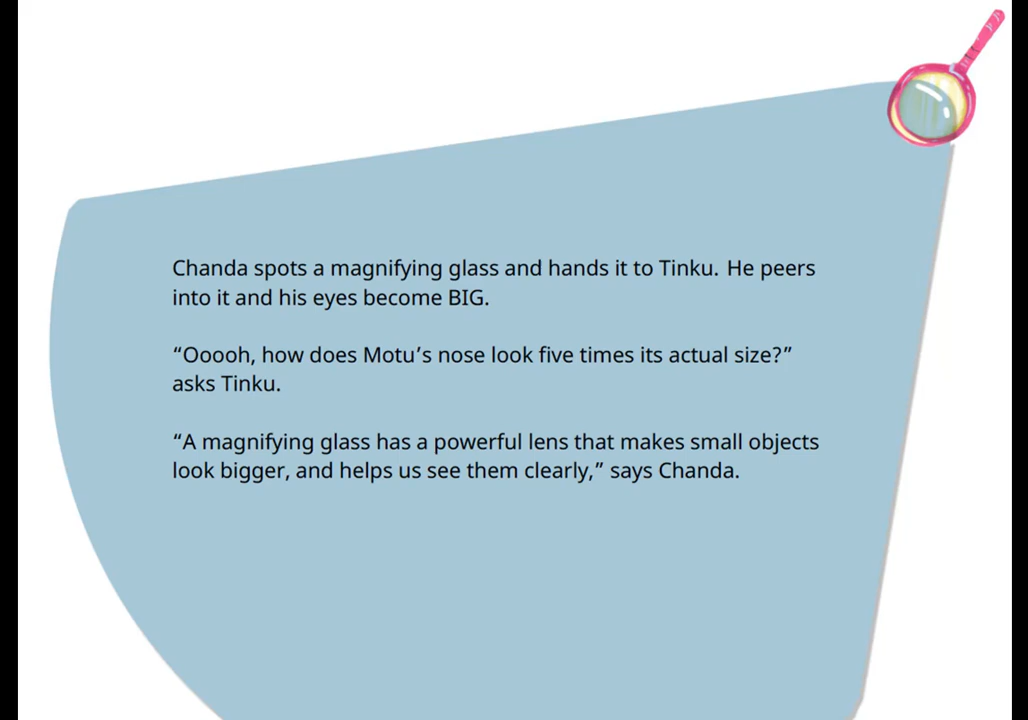 Chanda spots a magnifying glass and hands it to Tinku. He peers
into it and his eyes become BIG.
“Ooooh, how does Motu’s nose look five times its actual size?”
asks Tinku.
“A magnifying glass has a powerful lens that makes small objects
look bigger, and helps us see them clearly,” says Chanda.